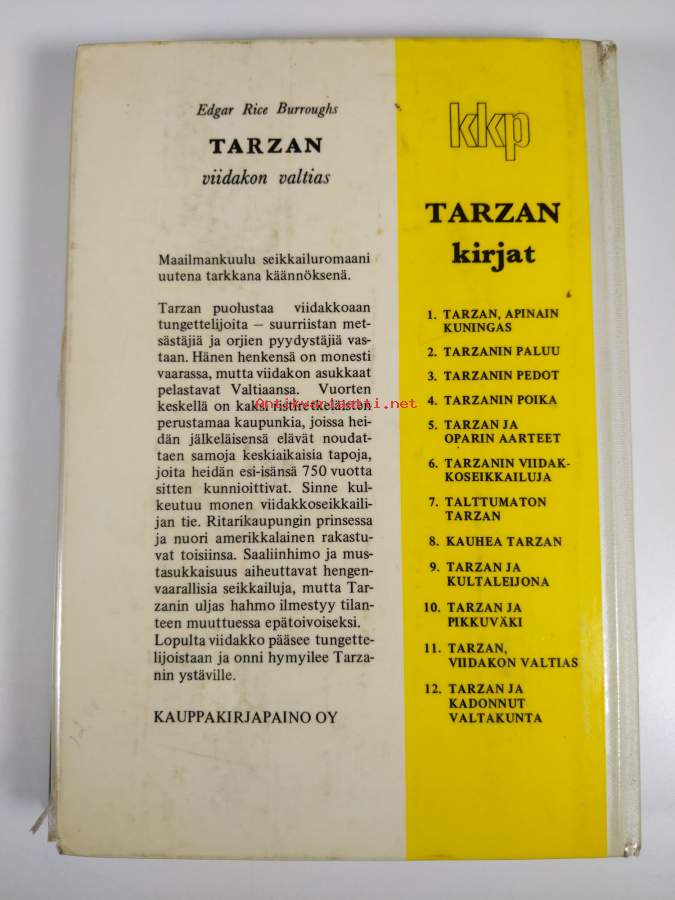 Edgar Rice Burroughs
TARZAN
viidakon valtias
Maailmankuulu seikkailuromaani
uutena tarkkana käännöksenä.
Tarzan puolustaa viidakkoaan
tungettelijoita — suurriistan met-
sästäjiä ja orjien pyydystäjiä vas-
taan. Hänen henkensä on monesti
vaarassa, mutta viidakon asukkaat
pelastavat Valtiaansa. Vuorten
keskellä on kaksi ristiretkeläisten
perustamaa kaupunkia, joissa hei-
dän jälkeläisensä elävät noudat-
taen samoja keskiaikaisia tapoja,
joita heidän esi-isänsä 750 vuotta
sitten kunnioittivat. Sinne kul-
keutuu monen viidakkoseikkaili-
jan tie. Ritarikaupungin prinsessa
ja nuori amerikkalainen rakastu-
vat toisiinsa. Saaliinhimo ja mus-
tasukkaisuus aiheuttavat hengen-
vaarallisia seikkailuja, mutta Tar-
zanin uljas hahmo ilmestyy tilan-
teen muuttuessa epätoivoiseksi.
Lopulta viidakko pääsee tungette-
lijoistaan ja onni hymyilee Tarza-
nin ystäville.
KAUPPAKIRJAPAINO OY
kkp
TARZAN
kirjat
1. TARZAN, APINAIN
KUNINGAS
2. TARZANIN PALUU
3. TARZANIN PEDOT
4. TARZANIN POIKA
5. TARZAN JA
OPARIN AARTEET
6. TARZANIN VIIDAK-
KOSEIKKAILUJA
7. TALTTUMATON
TARZAN
8. KAUHEA TARZAN
9. TARZAN JA
KULTALEIJONA
10. TARZAN JA
PIKKUVÄKI
11. TARZAN,
VIIDAKON VALTIAS
12. TARZAN JA
KADONNUT
VALTAKUNTA
Antikvariaatti.net